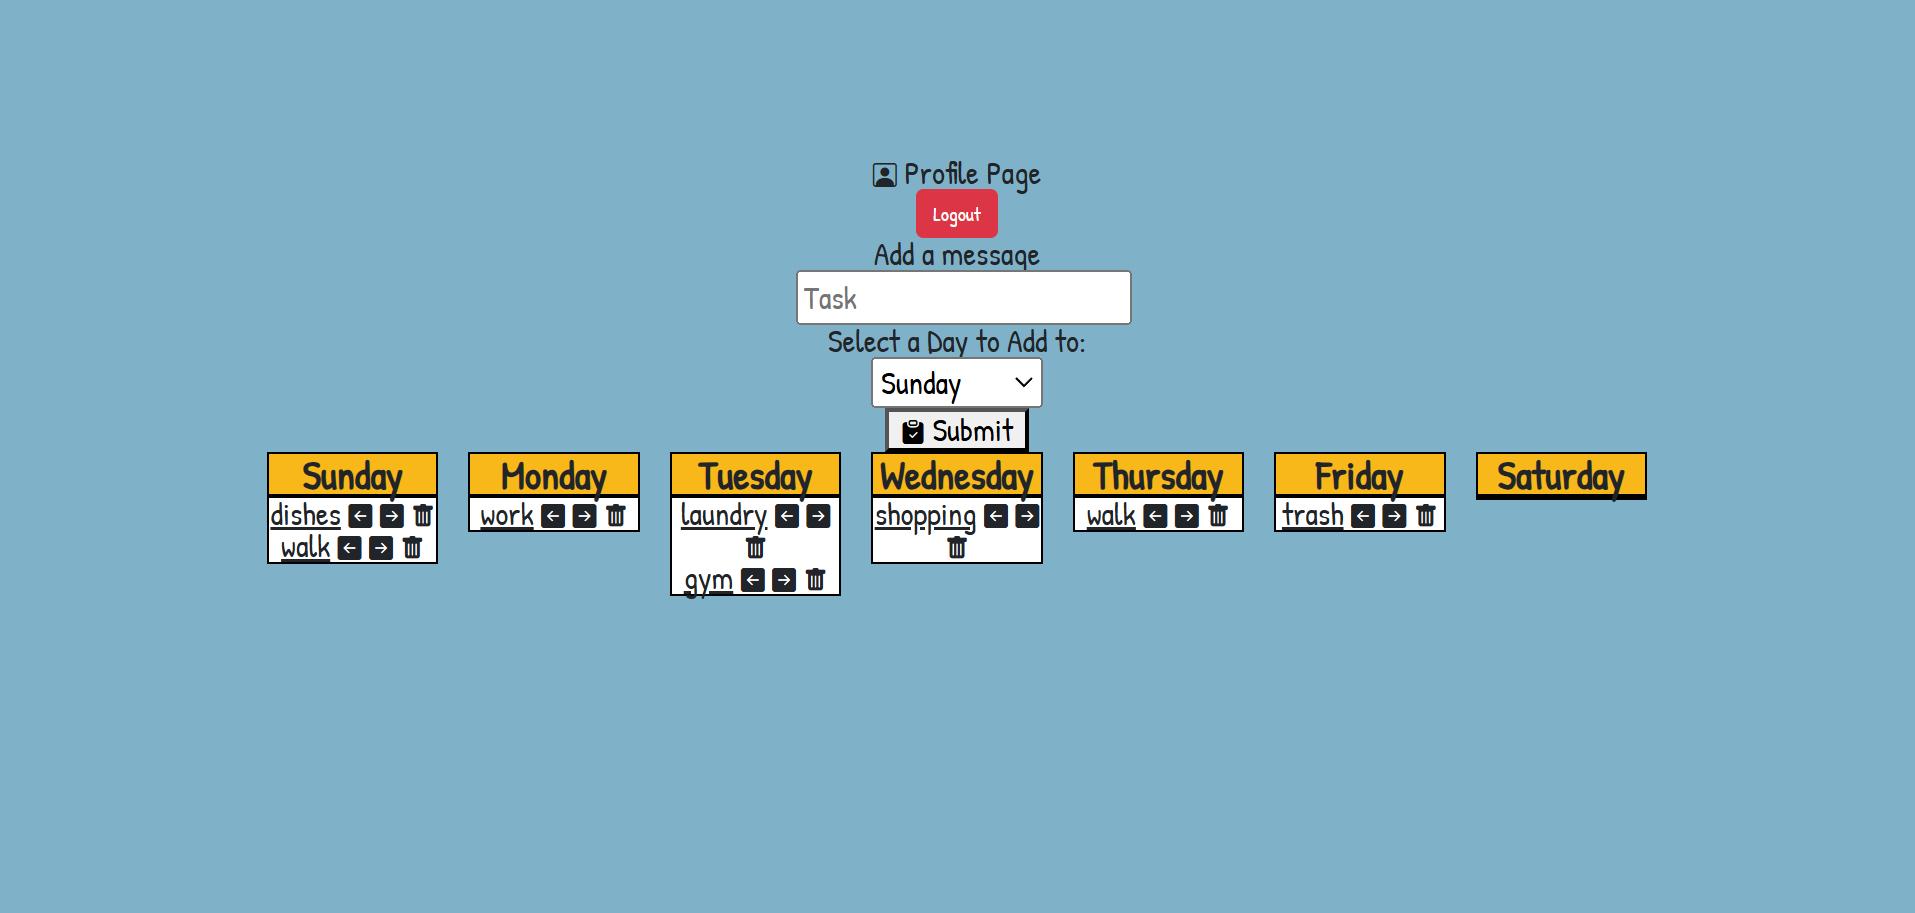 Profile Page
Logout
Add a message
Task
Select a Day to Add to:
Sunday
Submit
Sunday
dishes
walk
Monday
work
Tuesday
laundry
gym
Wednesday
shopping
Thursday
walk
Friday
trash
Saturday